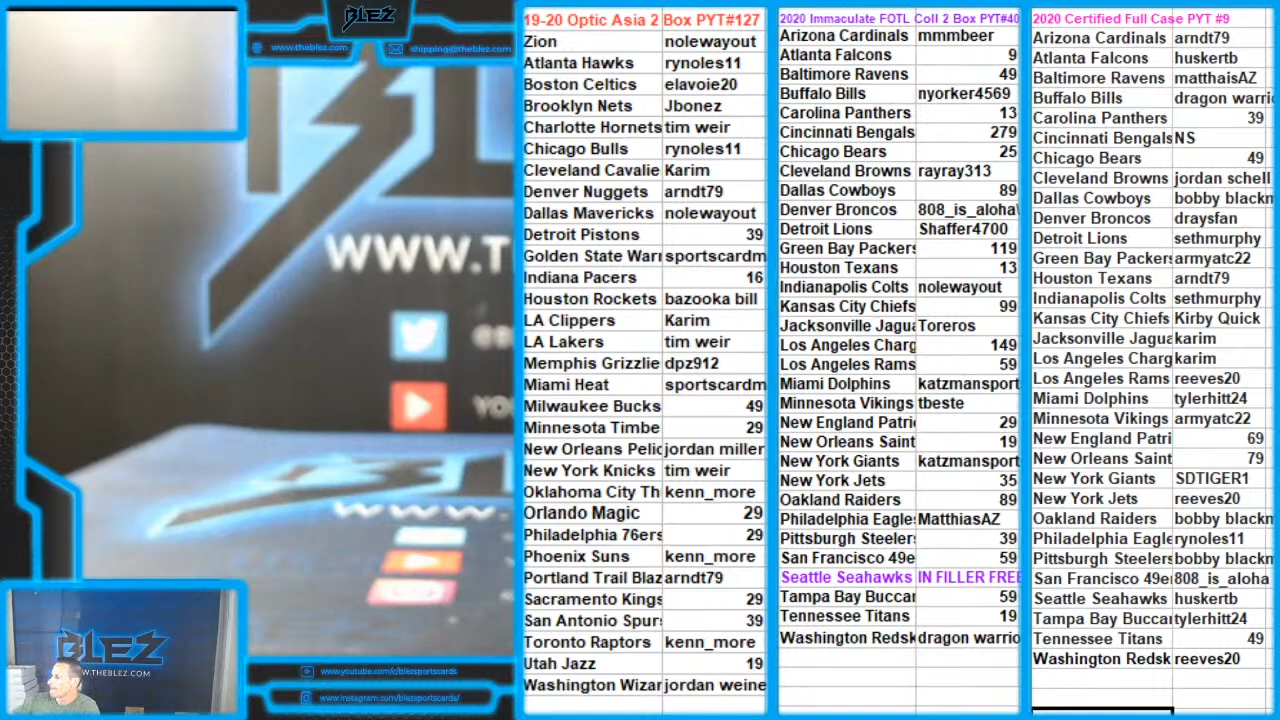 BLEZ
www.theblez.com
shipping@theblez.com
WWW.T
YO
www.
BLEZ
WWW.THEBLEZ.COM
www.youtube.com/c/blezsportscards
www.instagram.com/blezsportscards/
19-20 Optic Asia 2 Box PYT#127
Zion nolewayout
Atlanta Hawks rynoles11
Boston Celtics elavoie20
Brooklyn Nets Jbonez
Charlotte Hornets tim weir
Chicago Bulls rynoles11
Cleveland Cavalie Karim
Denver Nuggets arndt79
Dallas Mavericks nolewayout
Detroit Pistons 39
Golden State Warr sportscardm
Indiana Pacers 16
Houston Rockets bazooka bill
LA Clippers Karim
LA Lakers tim weir
Memphis Grizzlie dpz912
Miami Heat sportscardm
Milwaukee Bucks 49
Minnesota Timbe 29
New Orleans Pelic jordan miller
New York Knicks tim weir
Oklahoma City Th kenn_more
Orlando Magic 29
Philadelphia 76ers 29
Phoenix Suns kenn_more
Portland Trail Blaz arndt79
Sacramento Kings 29
San Antonio Spurs 39
Toronto Raptors kenn_more
Utah Jazz 19
Washington Wizar jordan weine
2020 Immaculate FOTL Coll 2 Box PYT#40
Arizona Cardinals mmmbeer
Atlanta Falcons 9
Baltimore Ravens 49
Buffalo Bills nyorker4569
Carolina Panthers 13
Cincinnati Bengals 279
Chicago Bears 25
Cleveland Browns rayray313
Dallas Cowboys 89
Denver Broncos 808_is_aloha
Detroit Lions Shaffer4700
Green Bay Packers 119
Houston Texans 13
Indianapolis Colts nolewayout
Kansas City Chiefs 99
Jacksonville Jagua Toreros
Los Angeles Charg 149
Los Angeles Rams 59
Miami Dolphins katzmansport
Minnesota Vikings tbeste
New England Patri 29
New Orleans Saint 19
New York Giants katzmansport
New York Jets 35
Oakland Raiders 89
Philadelphia Eagles MatthiasAZ
Pittsburgh Steelers 39
San Francisco 49e 59
Seattle Seahawks IN FILLER FREE
Tampa Bay Buccar 59
Tennessee Titans 19
Washington Redsk dragon warrio
2020 Certified Full Case PYT #9
Arizona Cardinals arndt79
Atlanta Falcons huskertb
Baltimore Ravens matthaisAZ
Buffalo Bills dragon warrio
Carolina Panthers 39
Cincinnati Bengals NS
Chicago Bears 49
Cleveland Browns jordan schell
Dallas Cowboys bobby blackn
Denver Broncos draysfan
Detroit Lions sethmurphy
Green Bay Packers armyatc22
Houston Texans arndt79
Indianapolis Colts sethmurphy
Kansas City Chiefs Kirby Quick
Jacksonville Jagua karim
Los Angeles Charg karim
Los Angeles Rams reeves20
Miami Dolphins tylerhitt24
Minnesota Vikings armyatc22
New England Patri 69
New Orleans Saint 79
New York Giants SDTIGER1
New York Jets reeves20
Oakland Raiders bobby blackn
Philadelphia Eagle rynoles11
Pittsburgh Steelers bobby blackn
San Francisco 49e 808_is_aloha
Seattle Seahawks huskertb
Tampa Bay Buccar tylerhitt24
Tennessee Titans 49
Washington Redsk reeves20